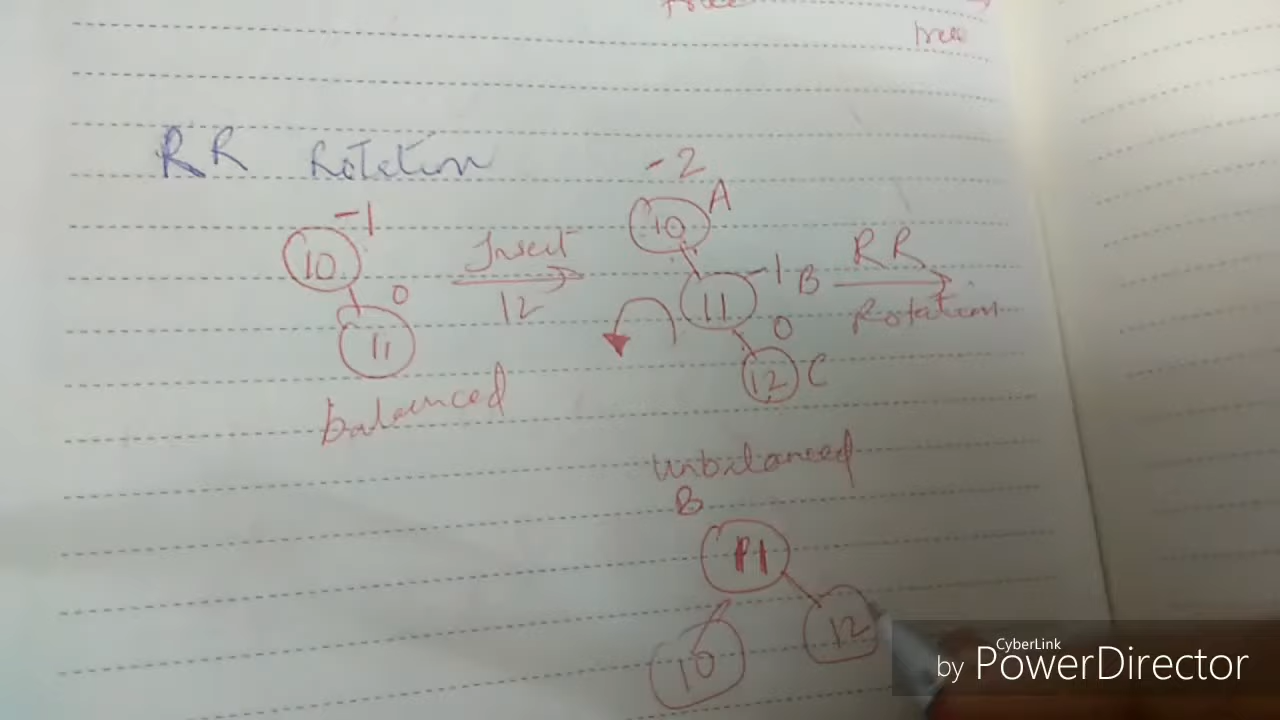 tree
RR Rotation
-1
10
0
11
balanced
Insert
12
-2
10 A
11 -1 B
0
12 C
RR
Rotation
unbalanced
B
11
10
12
CyberLink
by PowerDirector